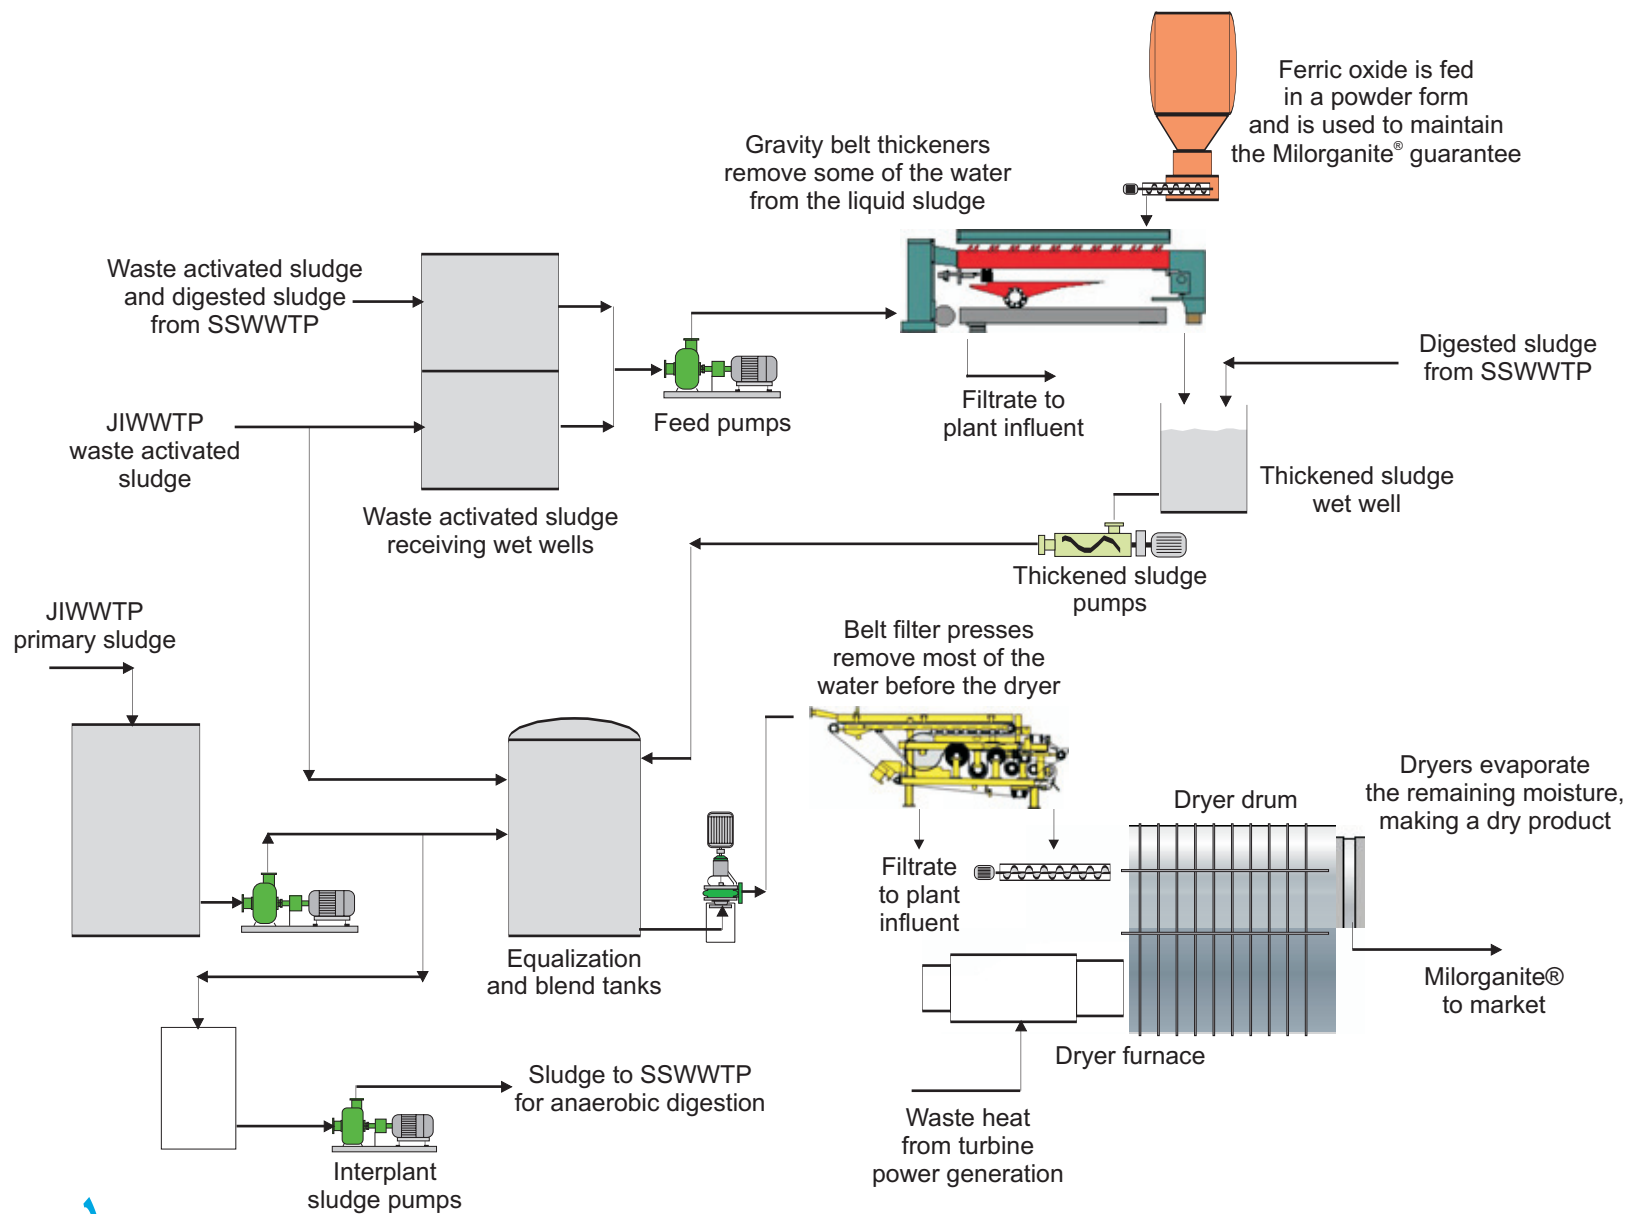 Ferric oxide is fed
in a powder form
and is used to maintain
the Milorganite® guarantee
Gravity belt thickeners
remove some of the water
from the liquid sludge
Waste activated sludge
and digested sludge
from SSWWTP
Digested sludge
from SSWWTP
Filtrate to
plant influent
Feed pumps
JIWWTP
waste activated
sludge
Thickened sludge
wet well
Waste activated sludge
receiving wet wells
Thickened sludge
pumps
JIWWTP
primary sludge
Belt filter presses
remove most of the
water before the dryer
Dryers evaporate
the remaining moisture,
making a dry product
Dryer drum
Filtrate
to plant
influent
Equalization
and blend tanks
Milorganite®
to market
Dryer furnace
Sludge to SSWWTP
for anaerobic digestion
Waste heat
from turbine
power generation
Interplant
sludge pumps